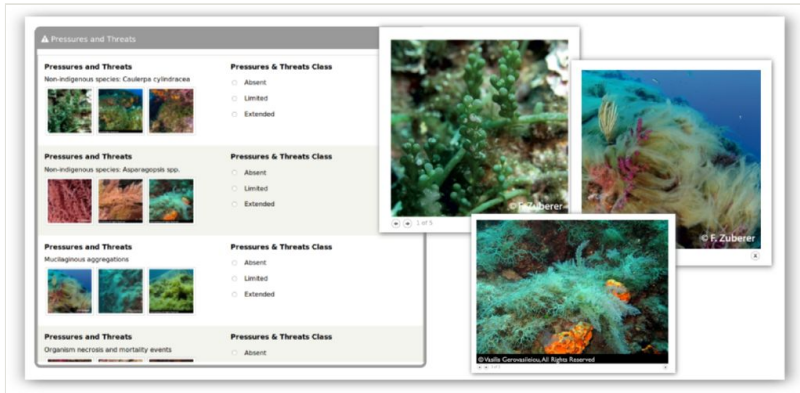 Pressures and Threats
Pressures and Threats
Pressures & Threats Class
Non-indigenous species: Caulerpa cylindracea
Absent
Limited
Extended
Pressures and Threats
Pressures & Threats Class
Non-indigenous species: Asparagopsis spp.
Absent
Limited
Extended
Pressures and Threats
Pressures & Threats Class
Mucilaginous aggregations
Absent
Limited
Extended
Pressures and Threats
Pressures & Threats Class
Organism necrosis and mortality events
Absent
© F. Zuberer
1 of 5
© F. Zuberer
© Vasilis Gerovasileiou, All Rights Reserved